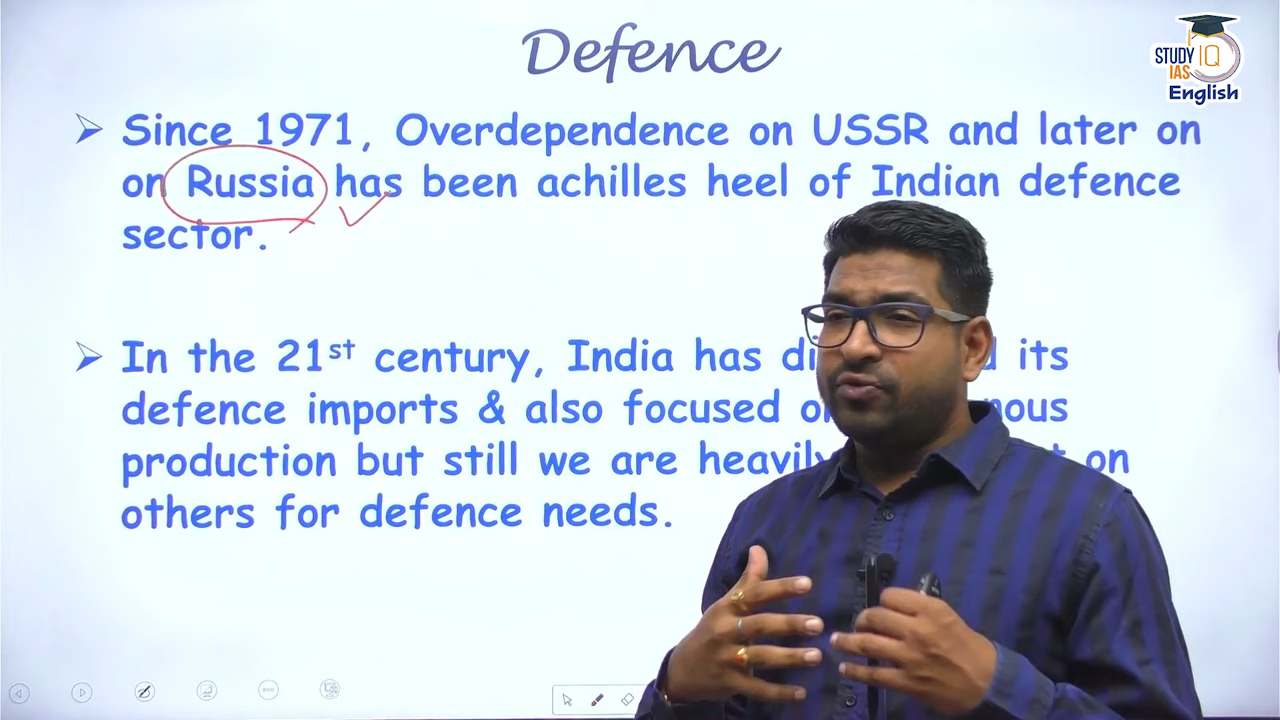 Defence
STUDY IQ
IAS
English
Since 1971, Overdependence on USSR and later on
on Russia has been achilles heel of Indian defence
sector.
In the 21st century, India has its
defence imports & also focused
production but still we are heavily on
others for defence needs.